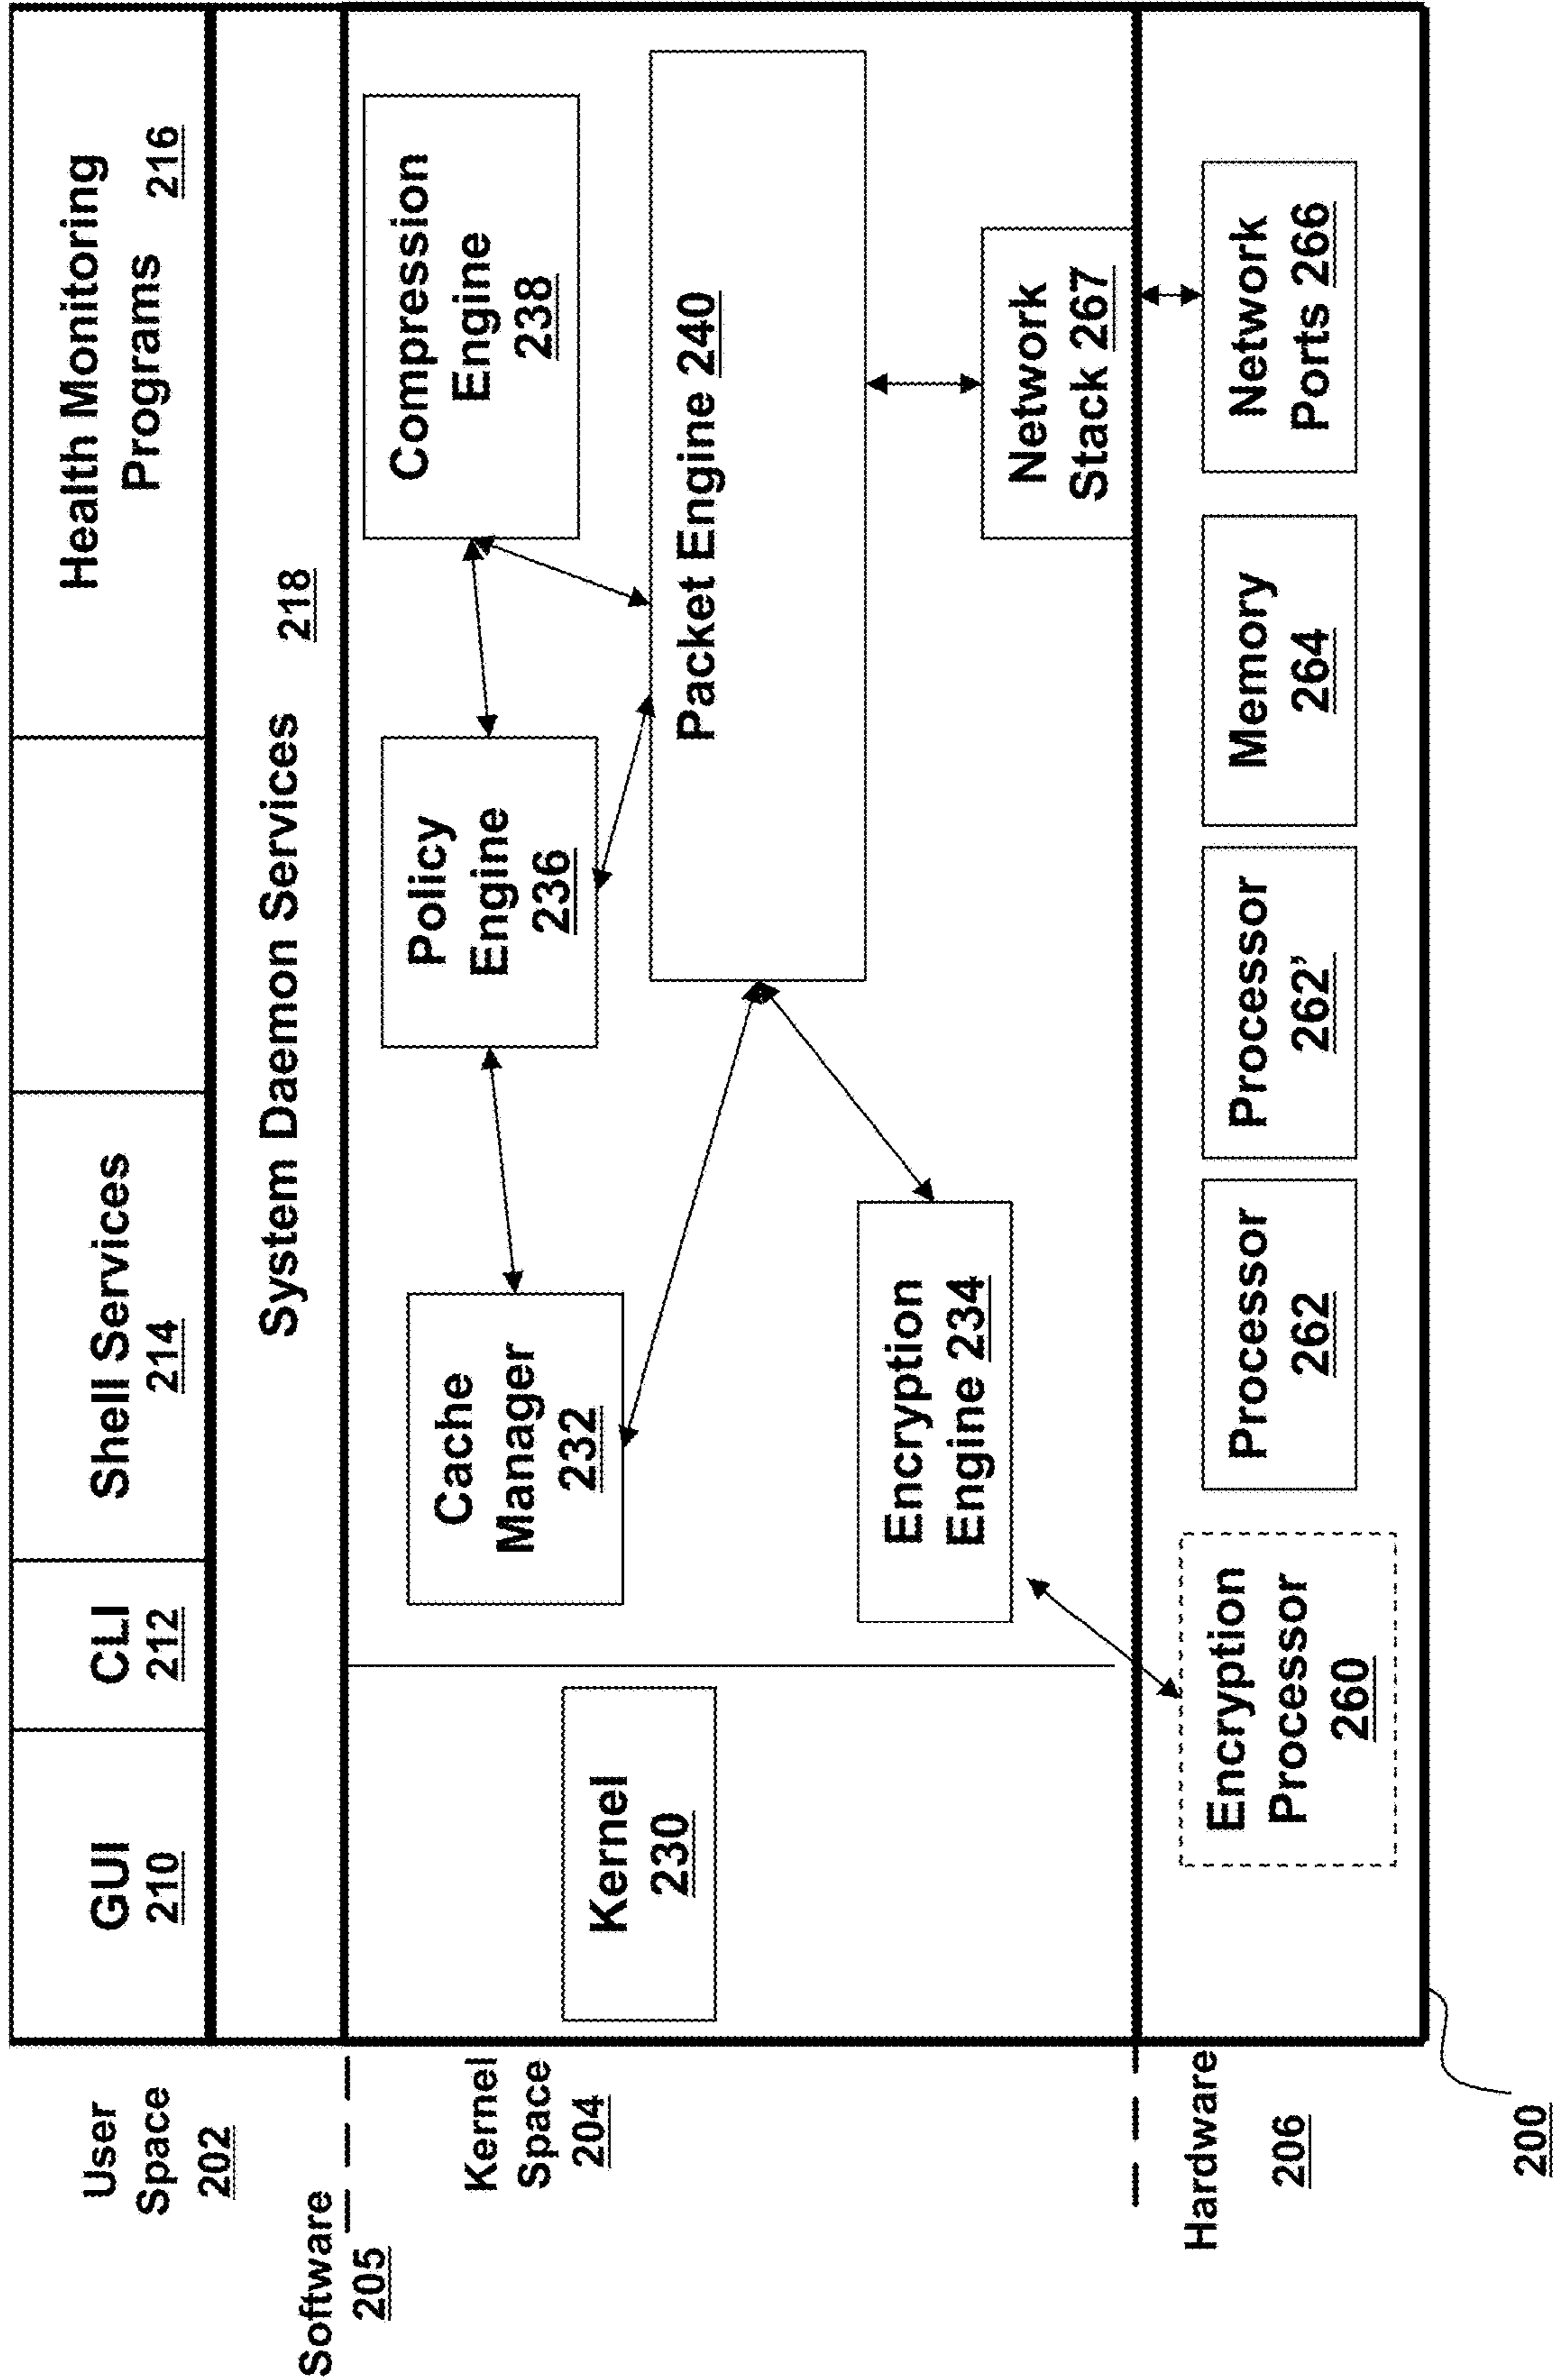 User
Space
202
GUI
210
CLI
212
Shell Services
214
Health Monitoring
Programs 216
System Daemon Services 218
Software
205
Kernel
Space
204
Kernel
230
Cache
Manager
232
Policy
Engine
236
Compression
Engine
238
Packet Engine 240
Encryption
Engine 234
Network
Stack 267
Hardware
206
Encryption
Processor
260
Processor
262
Processor
262’
Memory
264
Network
Ports 266
200